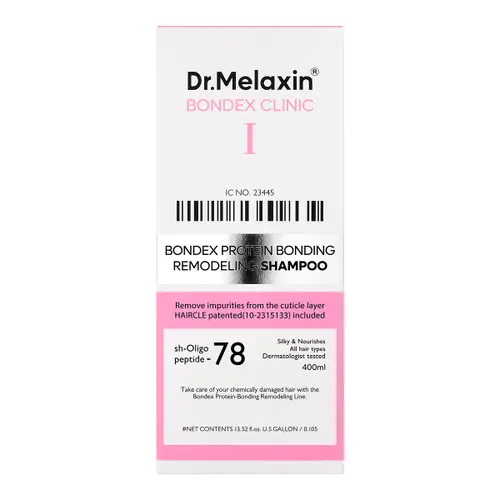 Dr.Melaxin®
BONDEX CLINIC
I
IC NO. 23445
BONDEX PROTEIN BONDING
REMODELING SHAMPOO
Remove impurities from the cuticle layer
HAIRCLE patented(10-2315133) included
sh-Oligo
peptide - 78
Silky & Nourishes
All hair types
Dermatologist tested
400ml
Take care of your chemically damaged hair with the
Bondex Protein-Bonding Remodeling Line.
#NET CONTENTS 13.52 fl.oz. U.S GALLON / 0.105